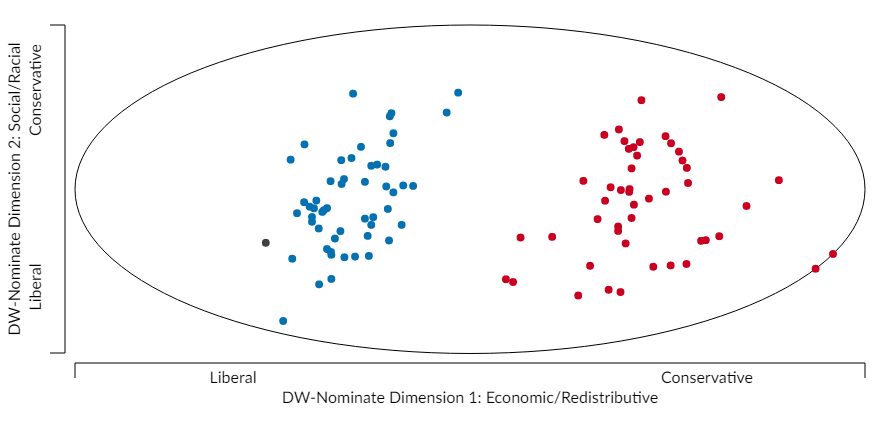 DW-Nominate Dimension 2: Social/Racial
Conservative
Liberal
Liberal
Conservative
DW-Nominate Dimension 1: Economic/Redistributive